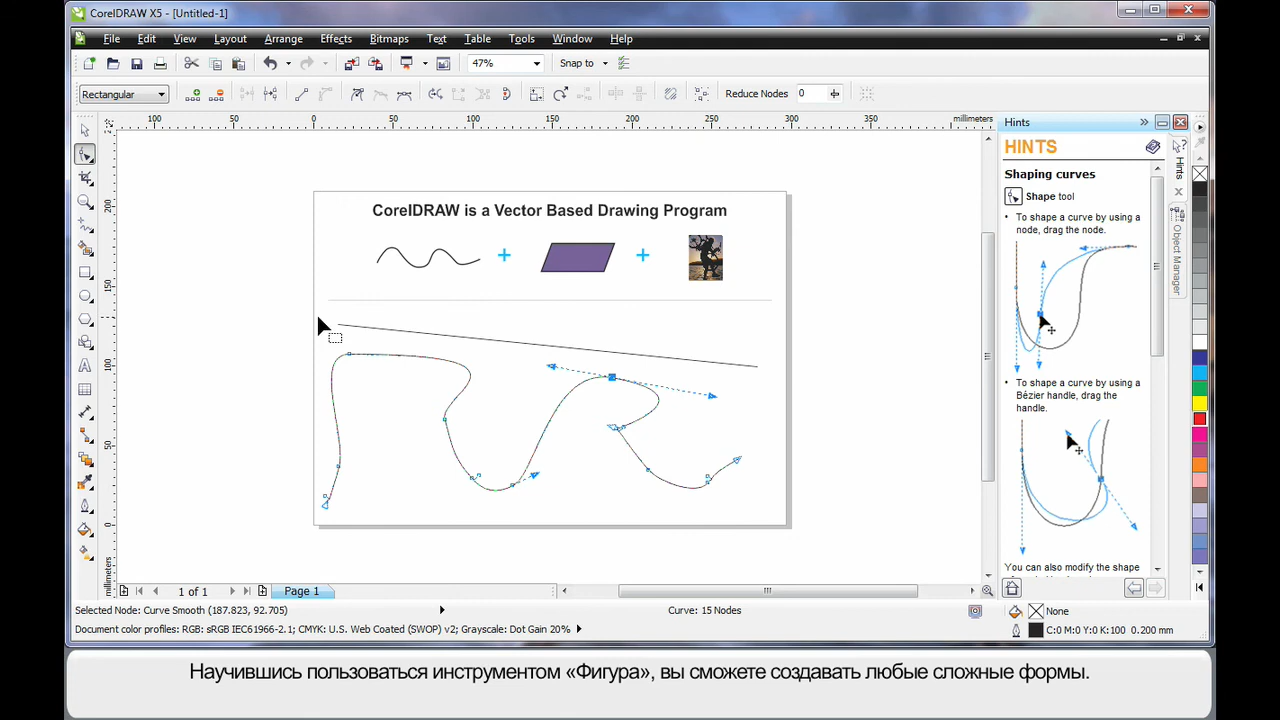 CorelDRAW X5 - [Untitled-1]
File Edit View Layout Arrange Effects Bitmaps Text Table Tools Window Help
47% Snap to
Rectangular Reduce Nodes 0
100 50 0 50 100 150 200 250 300 350 millimeters
Hints
HINTS
Shaping curves
Shape tool
• To shape a curve by using a
node, drag the node.
• To shape a curve by using a
Bézier handle, drag the
handle.
You can also modify the shape
Hints
Object Manager
200
150
100
50
0
millimeters
CorelDRAW is a Vector Based Drawing Program
1 of 1 Page 1
Selected Node: Curve Smooth (187.823, 92.705) Curve: 15 Nodes None
Document color profiles: RGB: sRGB IEC61966-2.1; CMYK: U.S. Web Coated (SWOP) v2; Grayscale: Dot Gain 20% C:0 M:0 Y:0 K:100 0.200 mm
Научившись пользоваться инструментом «Фигура», вы сможете создавать любые сложные формы.